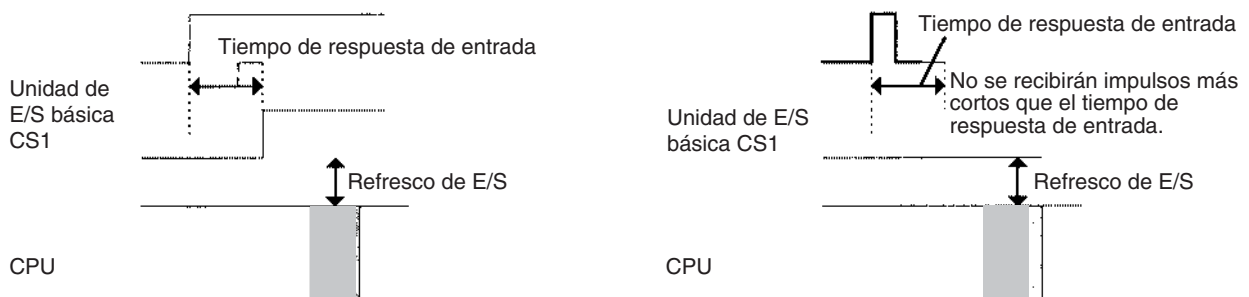 Tiempo de respuesta de entrada
Unidad de
E/S básica
CS1
Refresco de E/S
CPU
Tiempo de respuesta de entrada
No se recibirán impulsos más
cortos que el tiempo de
respuesta de entrada.
Unidad de E/S
básica CS1
Refresco de E/S
CPU